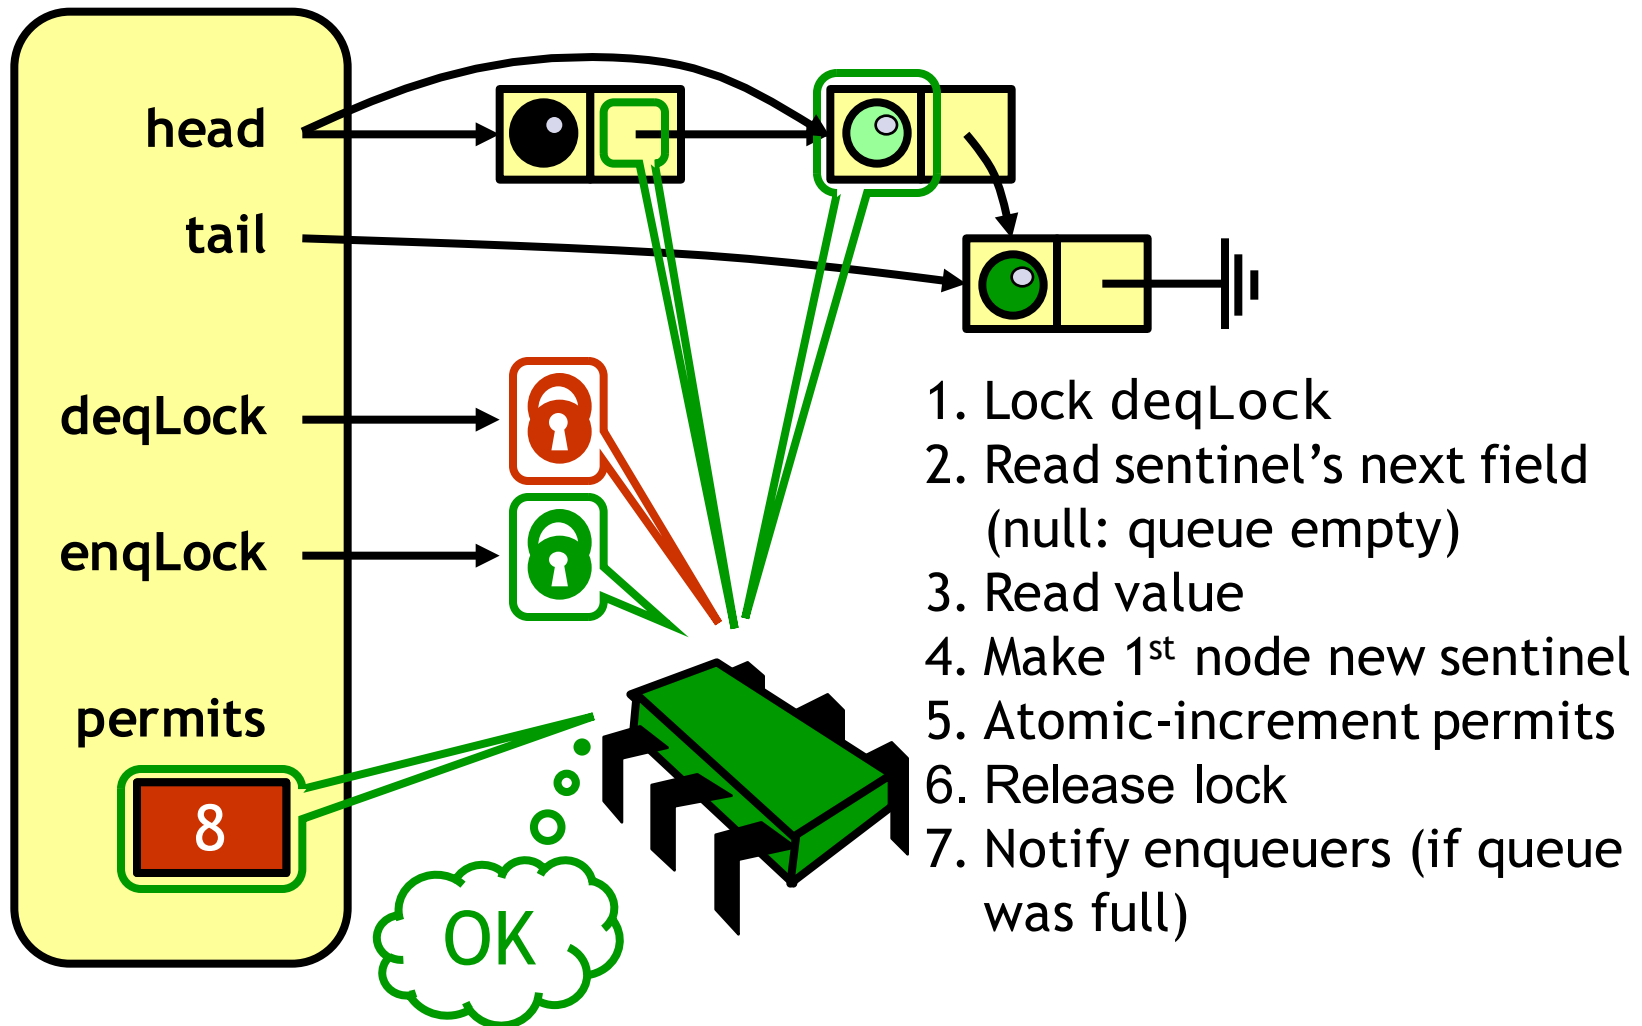 head
tail
deqLock
enqLock
permits
8
OK
1. Lock deqLock
2. Read sentinel’s next field
(null: queue empty)
3. Read value
4. Make 1st node new sentinel
5. Atomic-increment permits
6. Release lock
7. Notify enqueuers (if queue
was full)